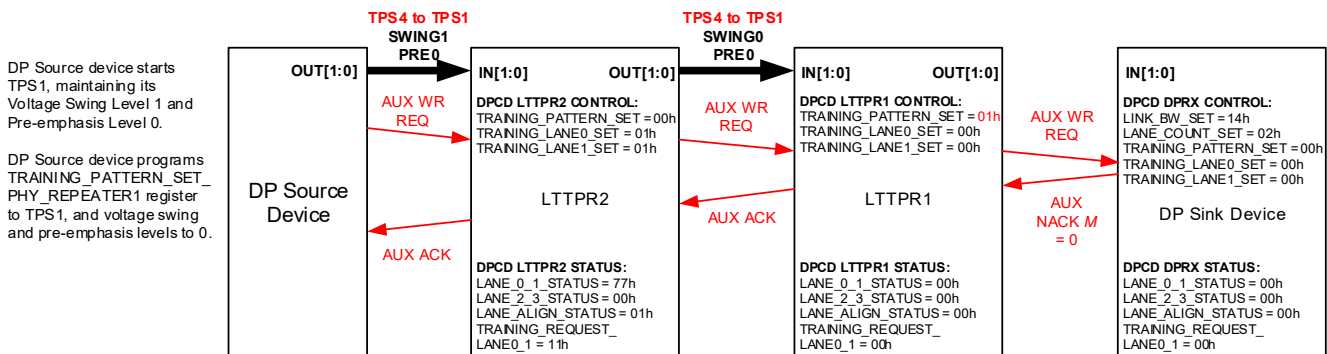 DP Source device starts
TPS1, maintaining its
Voltage Swing Level 1 and
Pre-emphasis Level 0.
DP Source device programs
TRAINING_PATTERN_SET_
PHY_REPEATER1 register
to TPS1, and voltage swing
and pre-emphasis levels to 0.
OUT[1:0]
DP Source
Device
TPS4 to TPS1
SWING1
PRE0
AUX WR
REQ
AUX ACK
IN[1:0]
OUT[1:0]
DPCD LTTPR2 CONTROL:
TRAINING_PATTERN_SET = 00h
TRAINING_LANE0_SET = 01h
TRAINING_LANE1_SET = 01h
LTTPR2
DPCD LTTPR2 STATUS:
LANE_0_1_STATUS = 77h
LANE_2_3_STATUS = 00h
LANE_ALIGN_STATUS = 01h
TRAINING_REQUEST_
LANE0_1 = 11h
TPS4 to TPS1
SWING0
PRE0
AUX WR
REQ
AUX ACK
IN[1:0]
OUT[1:0]
DPCD LTTPR1 CONTROL:
TRAINING_PATTERN_SET = 01h
TRAINING_LANE0_SET = 00h
TRAINING_LANE1_SET = 00h
LTTPR1
DPCD LTTPR1 STATUS:
LANE_0_1_STATUS = 00h
LANE_2_3_STATUS = 00h
LANE_ALIGN_STATUS = 00h
TRAINING_REQUEST_
LANE0_1 = 00h
AUX WR
REQ
AUX
NACK M
= 0
IN[1:0]
DPCD DPRX CONTROL:
LINK_BW_SET = 14h
LANE_COUNT_SET = 02h
TRAINING_PATTERN_SET = 00h
TRAINING_LANE0_SET = 00h
TRAINING_LANE1_SET = 00h
DP Sink Device
DPCD DPRX STATUS:
LANE_0_1_STATUS = 00h
LANE_2_3_STATUS = 00h
LANE_ALIGN_STATUS = 00h
TRAINING_REQUEST_
LANE0_1 = 00h